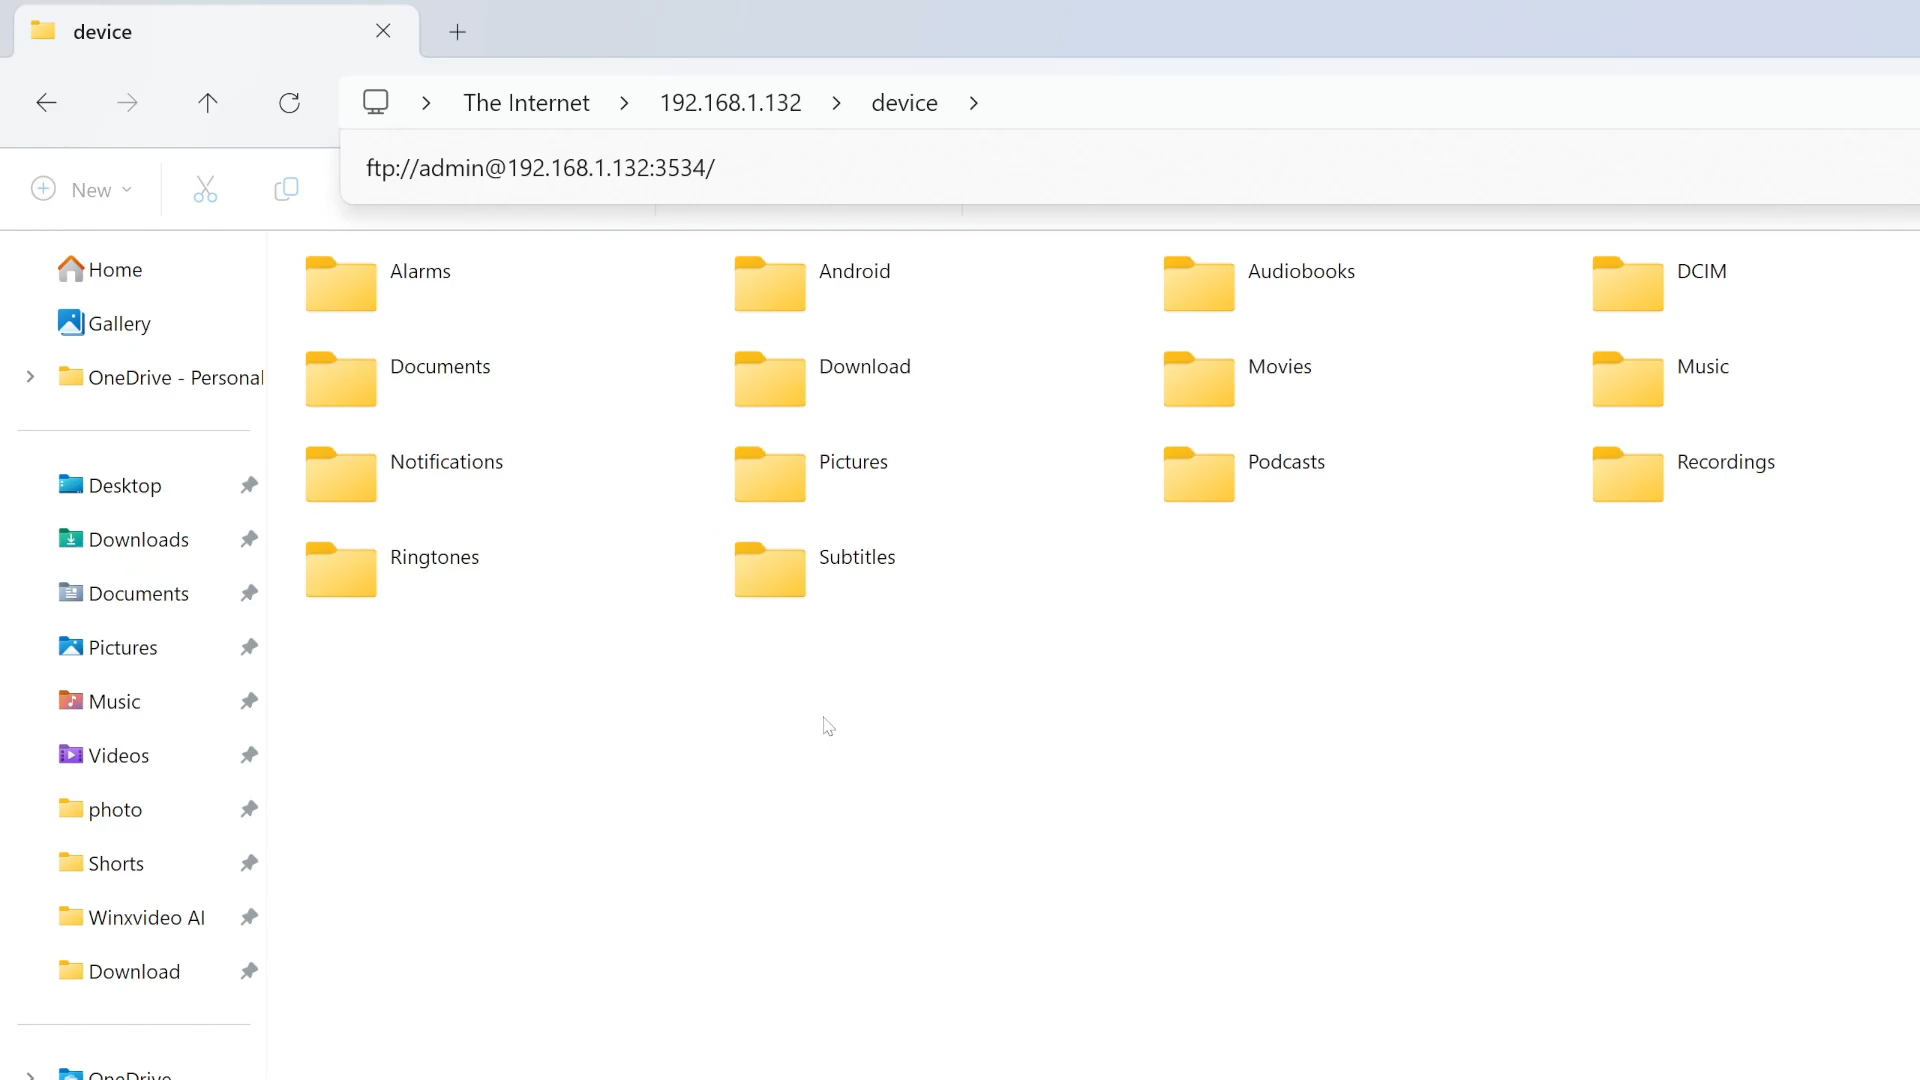 device
The Internet > 192.168.1.132 > device >
ftp://admin@192.168.1.132:3534/
New
Home
Gallery
OneDrive - Personal
Desktop
Downloads
Documents
Pictures
Music
Videos
photo
Shorts
Winxvideo AI
Download
OneDrive
Alarms
Android
Audiobooks
DCIM
Documents
Download
Movies
Music
Notifications
Pictures
Podcasts
Recordings
Ringtones
Subtitles